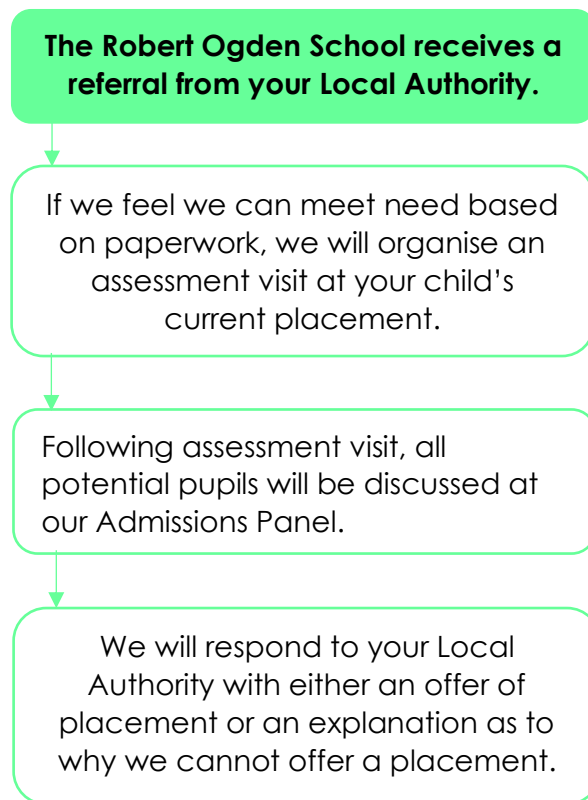 The Robert Ogden School receives a
referral from your Local Authority.
If we feel we can meet need based
on paperwork, we will organise an
assessment visit at your child’s
current placement.
Following assessment visit, all
potential pupils will be discussed at
our Admissions Panel.
We will respond to your Local
Authority with either an offer of
placement or an explanation as to
why we cannot offer a placement.